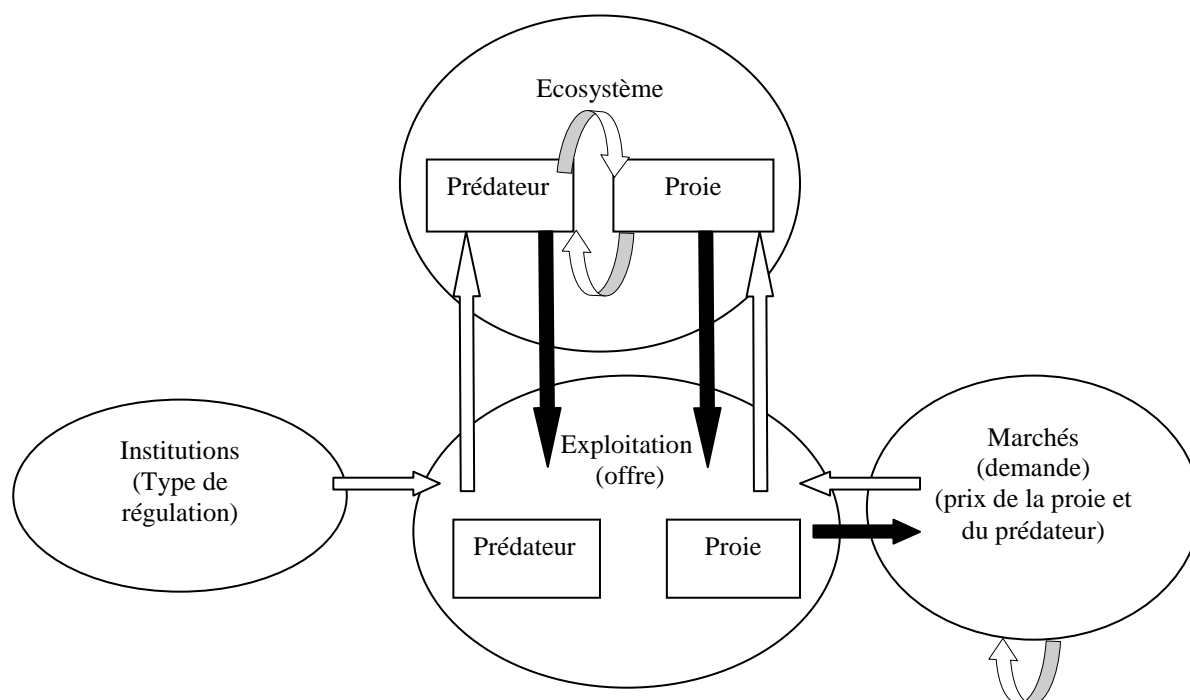 Ecosystème
Prédateur
Proie
Institutions
(Type de
régulation)
Exploitation
(offre)
Prédateur
Proie
Marchés
(demande)
(prix de la proie et
du prédateur)